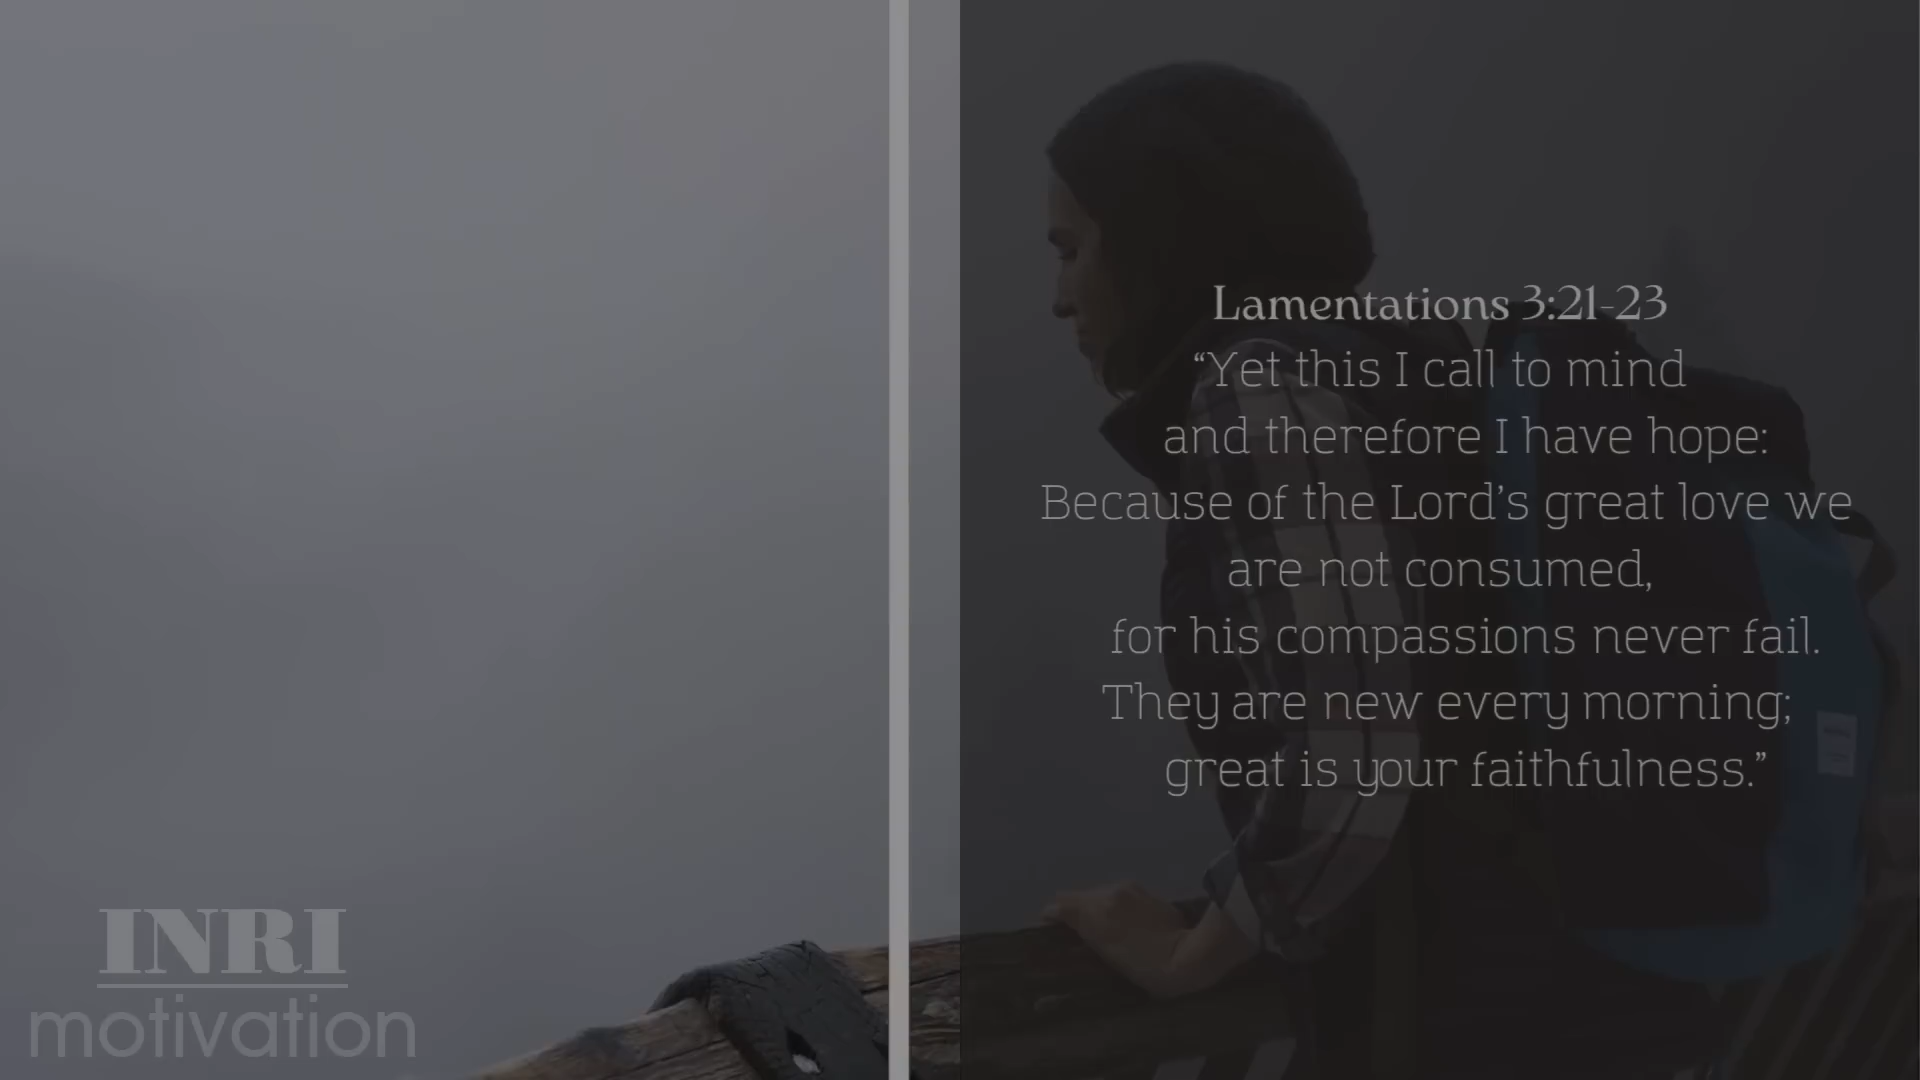 Lamentations 3:21-23
“Yet this I call to mind
and therefore I have hope:
Because of the Lord’s great love we
are not consumed,
for his compassions never fail.
They are new every morning;
great is your faithfulness.”
INRI
motivation